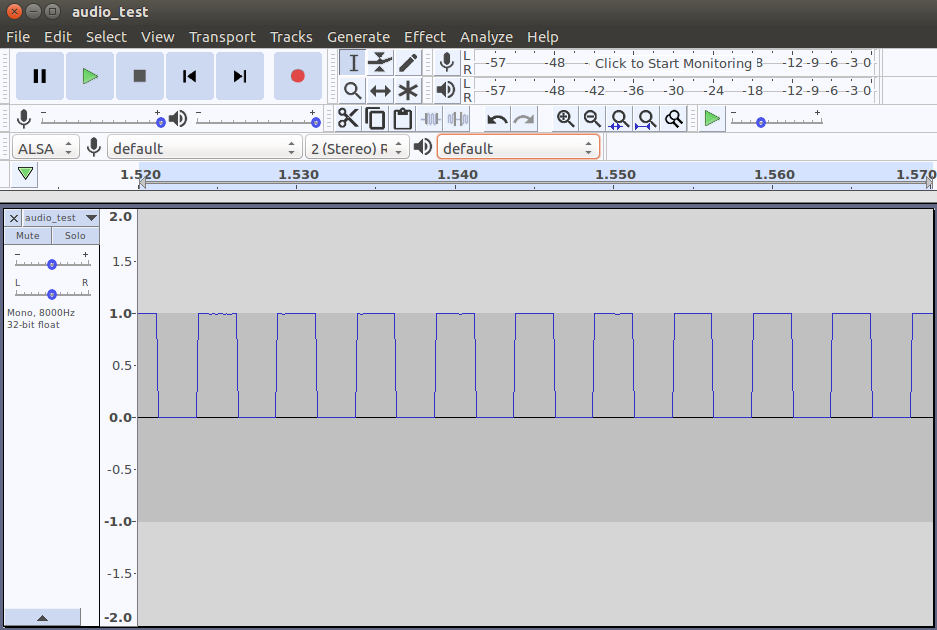 audio_test
File Edit Select View Transport Tracks Generate Effect Analyze Help
L
R
-57 -48 - Click to Start Monitoring 8 -12 -9 -6 -3 0
L
R
-57 -48 -42 -36 -30 -24 -18 -12 -9 -6 -3 0
- + - + - +
ALSA default 2 (Stereo) R default
1.520 1.530 1.540 1.550 1.560 1.570
audio_test
Mute Solo
- +
L R
Mono, 8000Hz
32-bit float
2.0
1.5
1.0
0.5
0.0
-0.5
-1.0
-1.5
-2.0